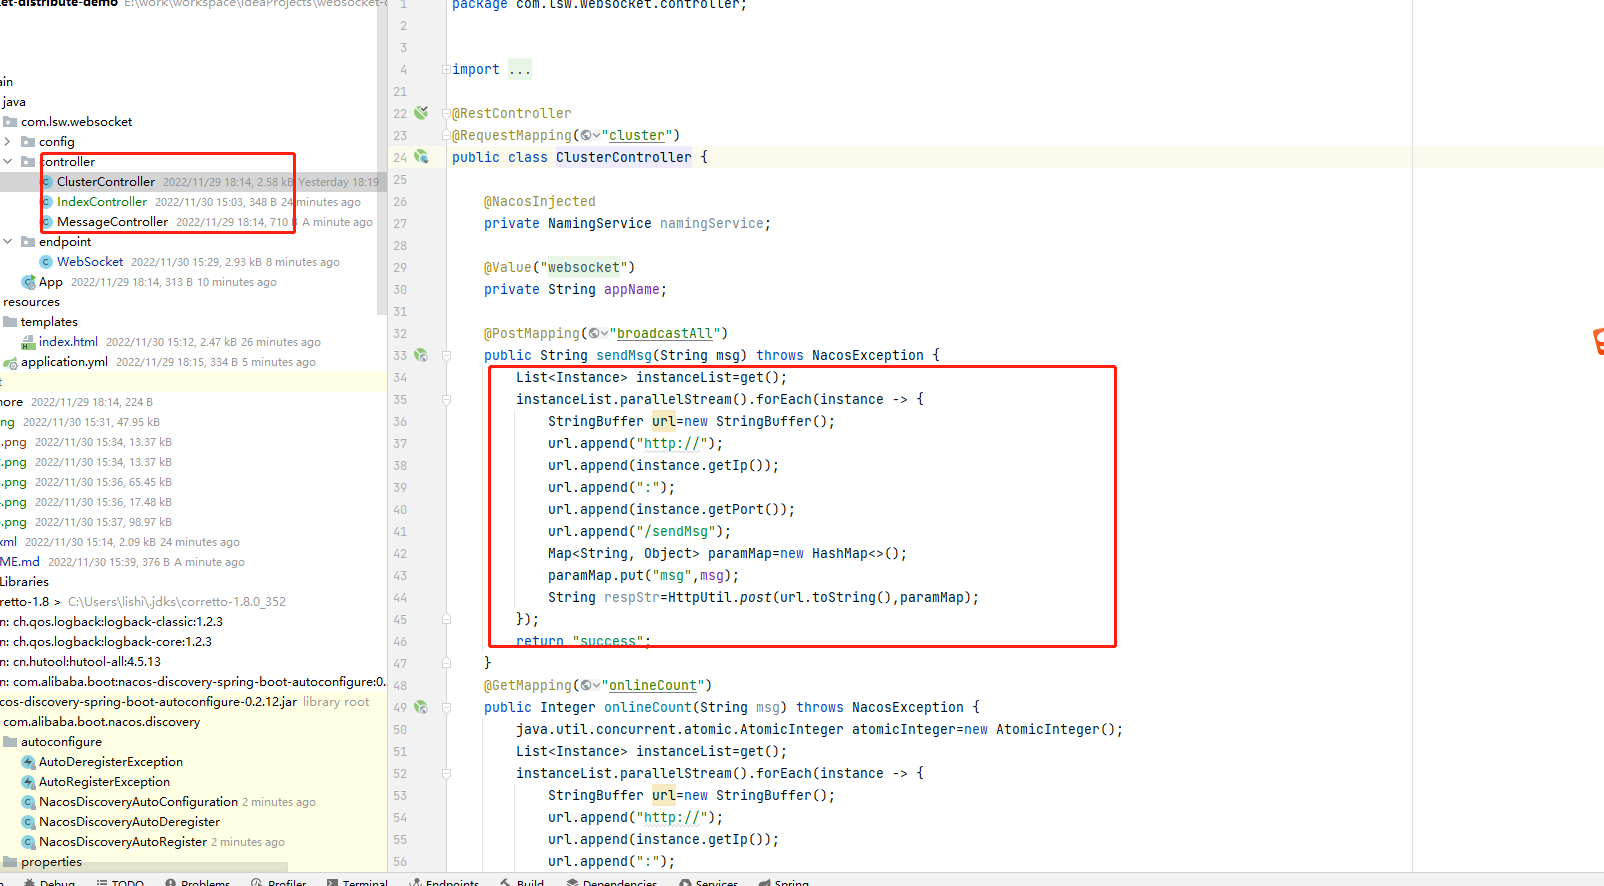 et-distribute-demo E:\work\workspace\IdeaProjects\websocket-d
ain
java
com.lsw.websocket
config
controller
ClusterController 2022/11/29 18:14, 2.58 kB Yesterday 18:19
IndexController 2022/11/30 15:03, 348 B 24 minutes ago
MessageController 2022/11/29 18:14, 710 B A minute ago
endpoint
WebSocket 2022/11/30 15:29, 2.93 kB 8 minutes ago
App 2022/11/29 18:14, 313 B 10 minutes ago
resources
templates
index.html 2022/11/30 15:12, 2.47 kB 26 minutes ago
application.yml 2022/11/29 18:15, 334 B 5 minutes ago
t
nore 2022/11/29 18:14, 224 B
ng 2022/11/30 15:31, 47.95 kB
.png 2022/11/30 15:34, 13.37 kB
.png 2022/11/30 15:34, 13.37 kB
.png 2022/11/30 15:36, 65.45 kB
.png 2022/11/30 15:36, 17.48 kB
.png 2022/11/30 15:37, 98.97 kB
xml 2022/11/30 15:14, 2.09 kB 24 minutes ago
ME.md 2022/11/30 15:39, 376 B A minute ago
Libraries
rretto-1.8 > C:\Users\lishi\.jdks\corretto-1.8.0_352
n: ch.qos.logback:logback-classic:1.2.3
n: ch.qos.logback:logback-core:1.2.3
n: cn.hutool:hutool-all:4.5.13
n: com.alibaba.boot:nacos-discovery-spring-boot-autoconfigure:0.
cos-discovery-spring-boot-autoconfigure-0.2.12.jar library root
com.alibaba.boot.nacos.discovery
autoconfigure
AutoDeregisterException
AutoRegisterException
NacosDiscoveryAutoConfiguration 2 minutes ago
NacosDiscoveryAutoDeregister
NacosDiscoveryAutoRegister 2 minutes ago
properties
1 package com.lsw.websocket.controller;
2
3
4 import ...
21
22 @RestController
23 @RequestMapping("cluster")
24 public class ClusterController {
25
26 @NacosInjected
27 private NamingService namingService;
28
29 @Value("websocket")
30 private String appName;
31
32 @PostMapping("broadcastAll")
33 public String sendMsg(String msg) throws NacosException {
34 List<Instance> instanceList=get();
35 instanceList.parallelStream().forEach(instance -> {
36 StringBuffer url=new StringBuffer();
37 url.append("http://");
38 url.append(instance.getIp());
39 url.append(":");
40 url.append(instance.getPort());
41 url.append("/sendMsg");
42 Map<String, Object> paramMap=new HashMap<>();
43 paramMap.put("msg",msg);
44 String respStr=HttpUtil.post(url.toString(),paramMap);
45 });
46 return "success";
47 }
48 @GetMapping("onlineCount")
49 public Integer onlineCount(String msg) throws NacosException {
50 java.util.concurrent.atomic.AtomicInteger atomicInteger=new AtomicInteger();
51 List<Instance> instanceList=get();
52 instanceList.parallelStream().forEach(instance -> {
53 StringBuffer url=new StringBuffer();
54 url.append("http://");
55 url.append(instance.getIp());
56 url.append(":");
Debug TODO Problems Profiler Terminal Endpoints Build Dependencies Services Spring